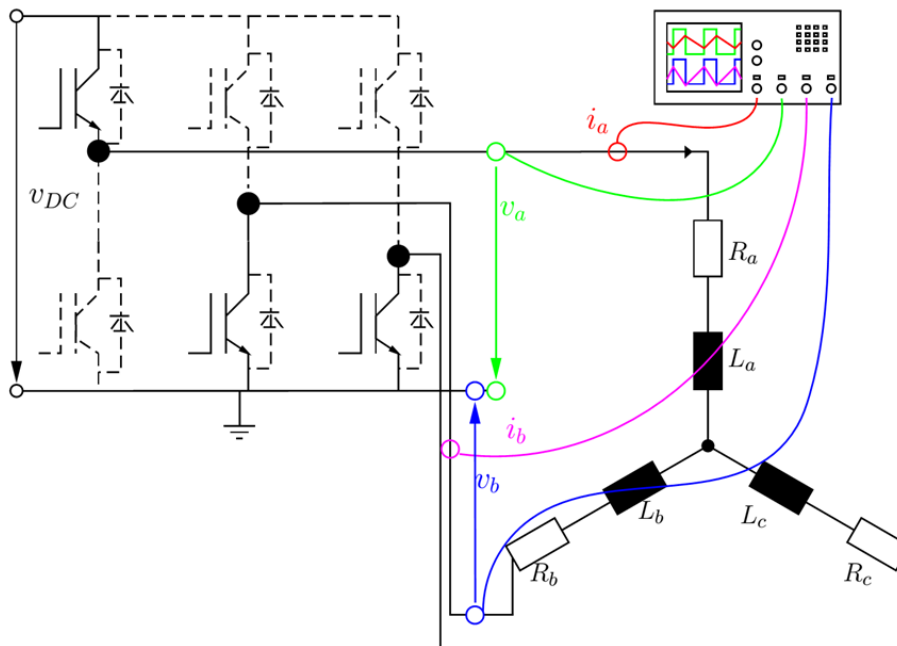 i_a
v_DC
v_a
R_a
L_a
i_b
v_b
L_b
L_c
R_b
R_c